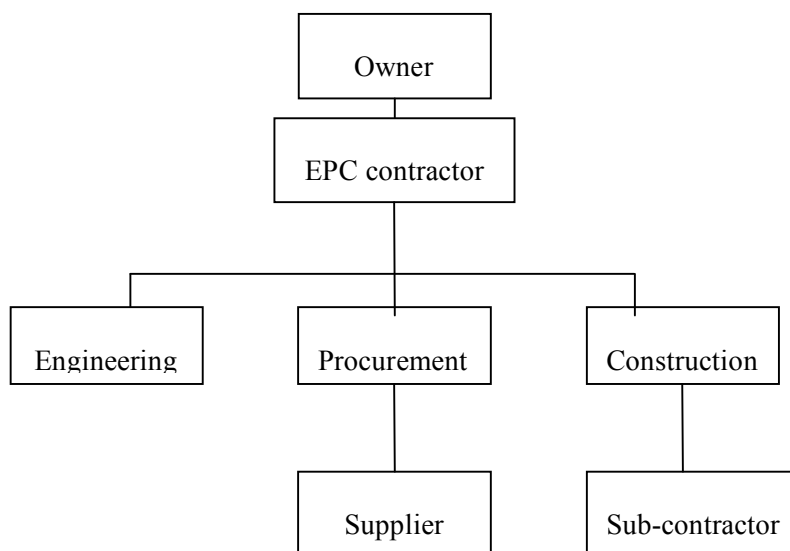 Owner
EPC contractor
Engineering
Procurement
Construction
Supplier
Sub-contractor